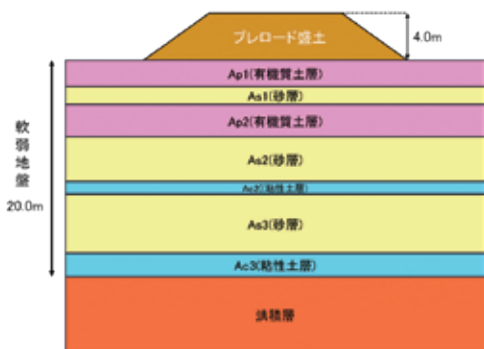 プレロード盛土
4.0m
Ap1(有機質土層)
As1(砂層)
Ap2(有機質土層)
As2(砂層)
Ac2(粘性土層)
As3(砂層)
Ac3(粘性土層)
洪積層
軟弱地盤
20.0m